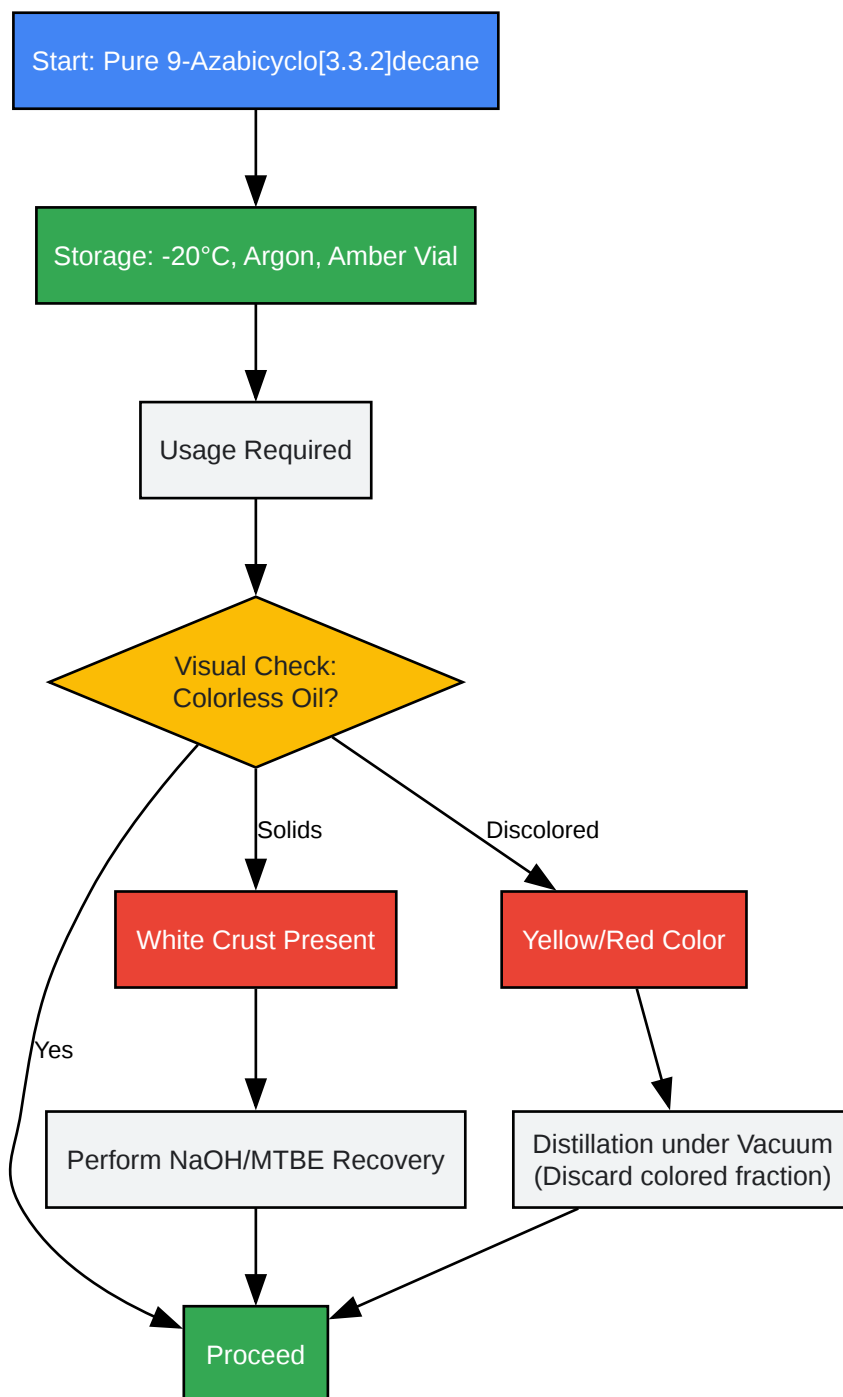 Start: Pure 9-Azabicyclo[3.3.2]decane
Storage: -20°C, Argon, Amber Vial
Usage Required
Visual Check:
Colorless Oil?
Solids
Discolored
White Crust Present
Yellow/Red Color
Yes
Perform NaOH/MTBE Recovery
Distillation under Vacuum
(Discard colored fraction)
Proceed